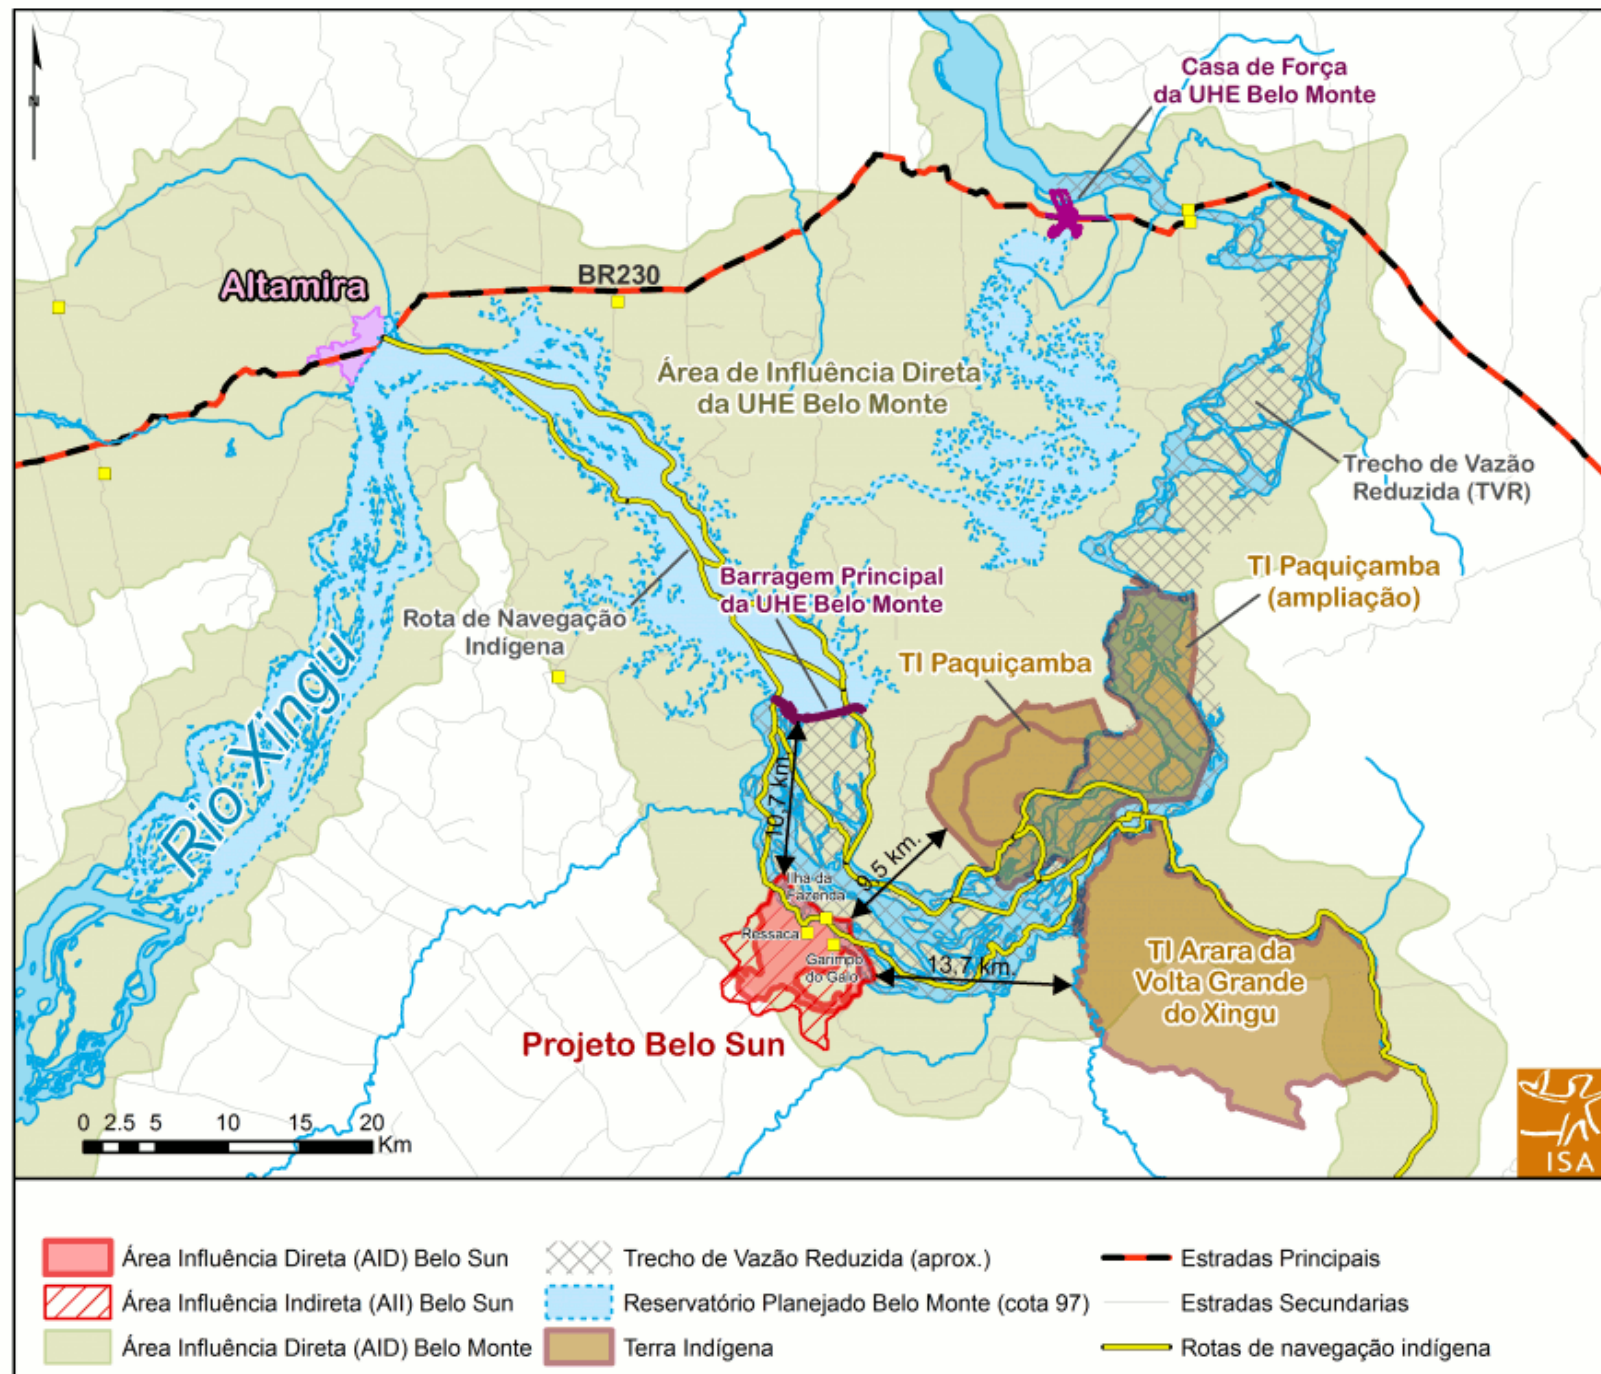 N
Casa de Força
da UHE Belo Monte
Altamira
BR230
Área de Influência Direta
da UHE Belo Monte
Trecho de Vazão
Reduzida (TVR)
TI Paquiçamba
(ampliação)
Barragem Principal
da UHE Belo Monte
Rota de Navegação
Indígena
TI Paquiçamba
Rio Xingu
10,7 km.
9,5 km.
Ilha da
Fazenda
Ressaca
Garimpo
do Galo
13,7 km.
TI Arara da
Volta Grande
do Xingu
Projeto Belo Sun
0 2.5 5 10 15 20
Km
ISA
Área Influência Direta (AID) Belo Sun
Área Influência Indireta (AII) Belo Sun
Área Influência Direta (AID) Belo Monte
Trecho de Vazão Reduzida (aprox.)
Reservatório Planejado Belo Monte (cota 97)
Terra Indígena
Estradas Principais
Estradas Secundarias
Rotas de navegação indígena